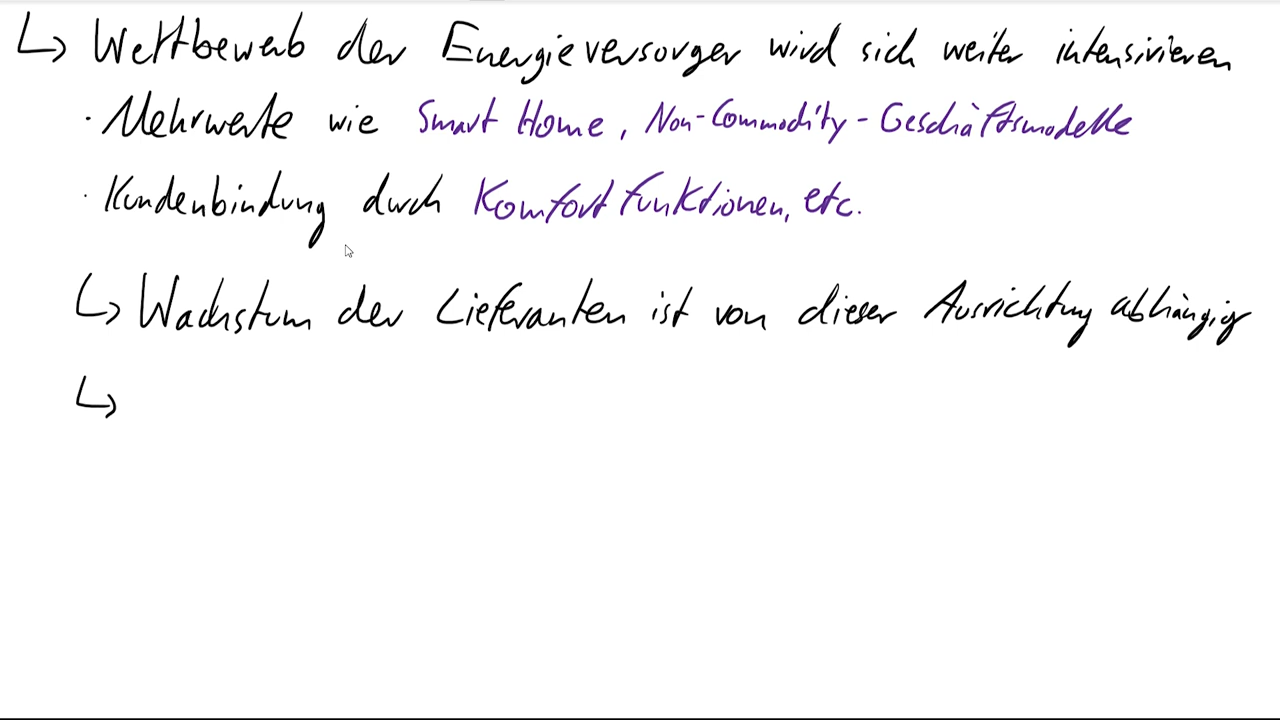 ↳ Wettbewerb der Energieversorger wird sich weiter intensivieren
· Mehrwerte wie Smart Home, Non-Commodity-Geschäftsmodelle
· Kundenbindung durch Komfortfunktionen, etc.
↳ Wachstum der Lieferanten ist von dieser Ausrichtung abhängig
↳